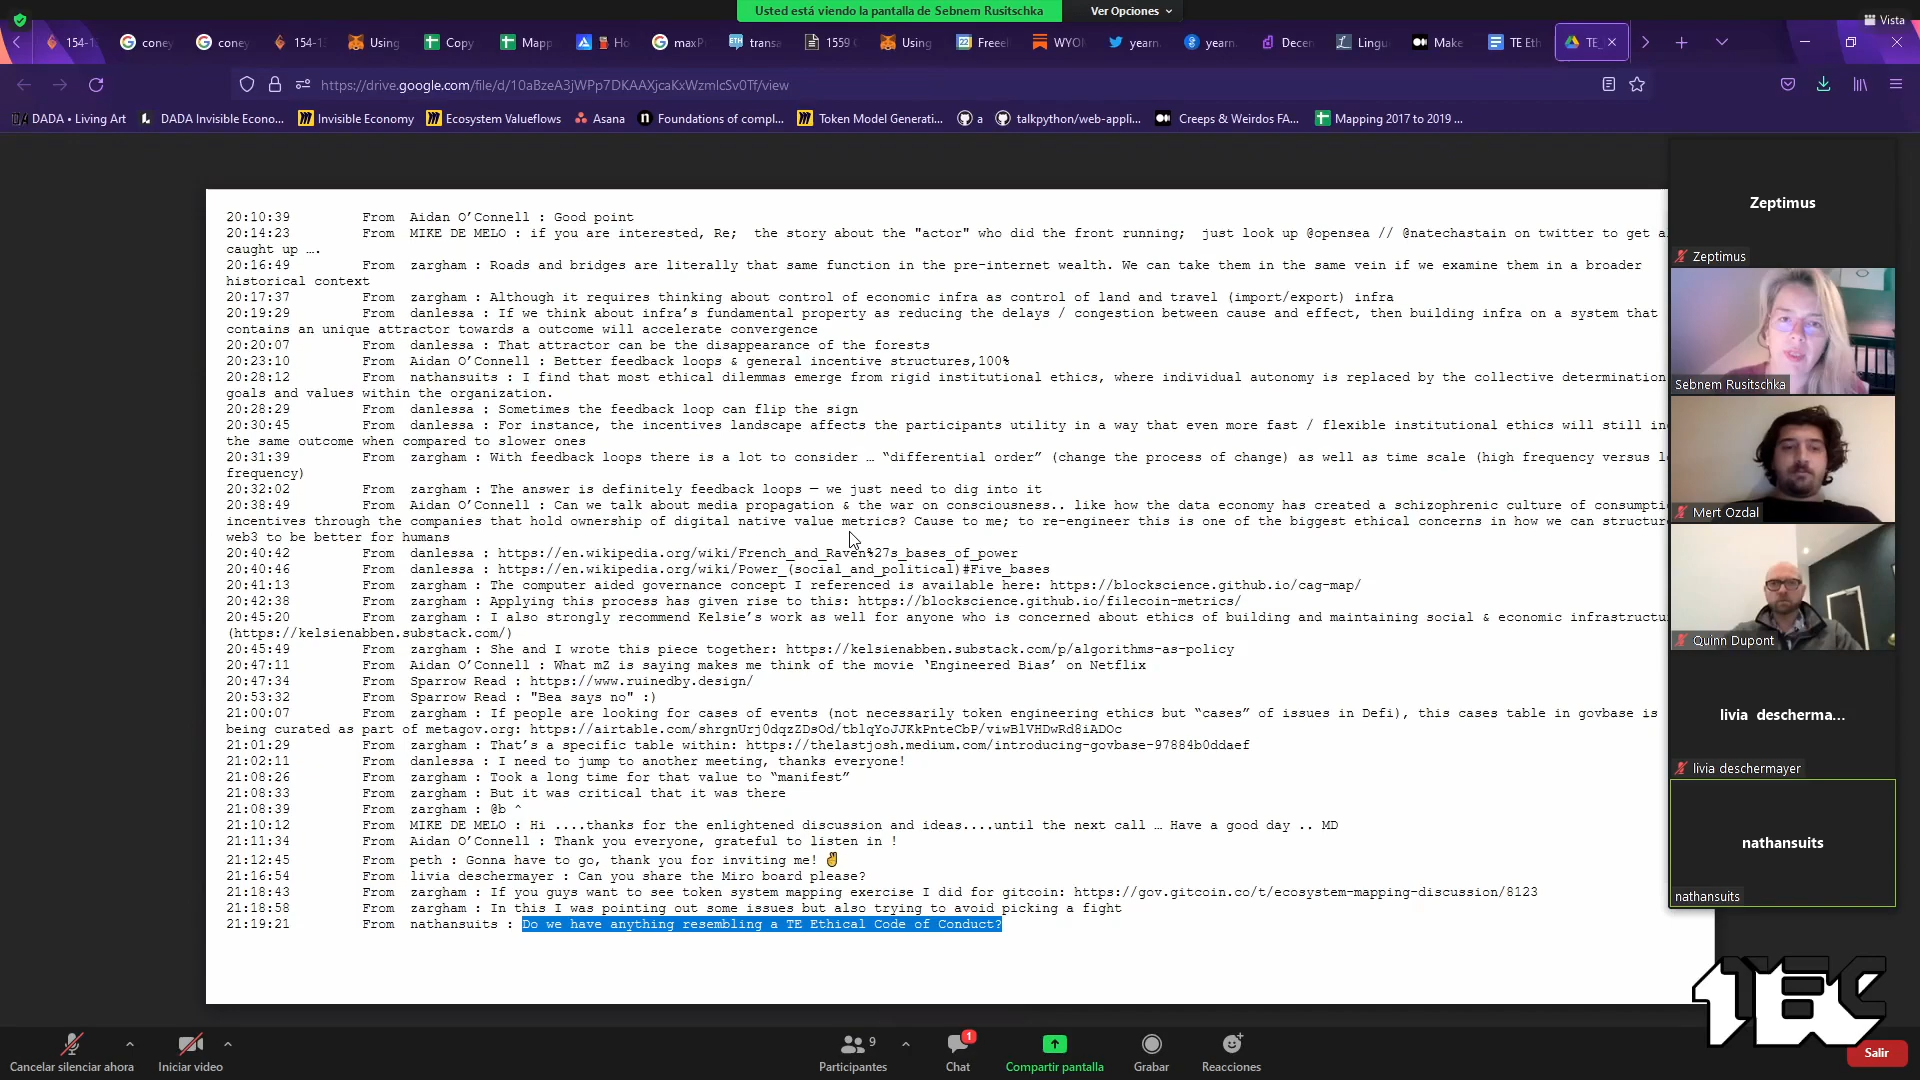 Usted está viendo la pantalla de Sebnem Rusitschka
Ver Opciones
Vista
154-1
coney
coney
154-1
Using
Copy
Mapp
Ho
maxP
transa
1559
Using
Freee
WYO
yearn.
yearn.
Decen
Lingu
Make
TE Eth
TE_
https://drive.google.com/file/d/10aBzeA3jWPp7DKAAXjcaKxWzmlcSv0Tf/view
DADA • Living Art
DADA Invisible Econo...
Invisible Economy
Ecosystem Valueflows
Asana
Foundations of compl...
Token Model Generati...
a
talkpython/web-appli...
Creeps & Weirdos FA...
Mapping 2017 to 2019 ...
20:10:39 From Aidan O’Connell : Good point
20:14:23 From MIKE DE MELO : if you are interested, Re; the story about the "actor" who did the front running; just look up @opensea // @natechastain on twitter to get al
caught up ….
20:16:49 From zargham : Roads and bridges are literally that same function in the pre-internet wealth. We can take them in the same vein if we examine them in a broader
historical context
20:17:37 From zargham : Although it requires thinking about control of economic infra as control of land and travel (import/export) infra
20:19:29 From danlessa : If we think about infra’s fundamental property as reducing the delays / congestion between cause and effect, then building infra on a system that
contains an unique attractor towards a outcome will accelerate convergence
20:20:07 From danlessa : That attractor can be the disappearance of the forests
20:23:10 From Aidan O’Connell : Better feedback loops & general incentive structures,100%
20:28:12 From nathansuits : I find that most ethical dilemmas emerge from rigid institutional ethics, where individual autonomy is replaced by the collective determination
goals and values within the organization.
20:28:29 From danlessa : Sometimes the feedback loop can flip the sign
20:30:45 From danlessa : For instance, the incentives landscape affects the participants utility in a way that even more fast / flexible institutional ethics will still in
the same outcome when compared to slower ones
20:31:39 From zargham : With feedback loops there is a lot to consider … “differential order” (change the process of change) as well as time scale (high frequency versus l
frequency)
20:32:02 From zargham : The answer is definitely feedback loops — we just need to dig into it
20:38:49 From Aidan O’Connell : Can we talk about media propagation & the war on consciousness.. like how the data economy has created a schizophrenic culture of consumpti
incentives through the companies that hold ownership of digital native value metrics? Cause to me; to re-engineer this is one of the biggest ethical concerns in how we can structure
web3 to be better for humans
20:40:42 From danlessa : https://en.wikipedia.org/wiki/French_and_Raven%27s_bases_of_power
20:40:46 From danlessa : https://en.wikipedia.org/wiki/Power_(social_and_political)#Five_bases
20:41:13 From zargham : The computer aided governance concept I referenced is available here: https://blockscience.github.io/cag-map/
20:42:38 From zargham : Applying this process has given rise to this: https://blockscience.github.io/filecoin-metrics/
20:45:20 From zargham : I also strongly recommend Kelsie’s work as well for anyone who is concerned about ethics of building and maintaining social & economic infrastructu
(https://kelsienabben.substack.com/)
20:45:49 From zargham : She and I wrote this piece together: https://kelsienabben.substack.com/p/algorithms-as-policy
20:47:11 From Aidan O’Connell : What mZ is saying makes me think of the movie ‘Engineered Bias’ on Netflix
20:47:34 From Sparrow Read : https://www.ruinedby.design/
20:53:32 From Sparrow Read : "Bea says no" :)
21:00:07 From zargham : If people are looking for cases of events (not necessarily token engineering ethics but “cases” of issues in Defi), this cases table in govbase is
being curated as part of metagov.org: https://airtable.com/shrgnUrj0dqzZDsOd/tblqYoJJKkPnteCbP/viwBlVHDwRd8iADOc
21:01:29 From zargham : That’s a specific table within: https://thelastjosh.medium.com/introducing-govbase-97884b0ddaef
21:02:11 From danlessa : I need to jump to another meeting, thanks everyone!
21:08:26 From zargham : Took a long time for that value to “manifest”
21:08:33 From zargham : But it was critical that it was there
21:08:39 From zargham : @b ^
21:10:12 From MIKE DE MELO : Hi ....thanks for the enlightened discussion and ideas....until the next call … Have a good day .. MD
21:11:34 From Aidan O’Connell : Thank you everyone, grateful to listen in !
21:12:45 From peth : Gonna have to go, thank you for inviting me! ✌
21:16:54 From livia deschermayer : Can you share the Miro board please?
21:18:43 From zargham : If you guys want to see token system mapping exercise I did for gitcoin: https://gov.gitcoin.co/t/ecosystem-mapping-discussion/8123
21:18:58 From zargham : In this I was pointing out some issues but also trying to avoid picking a fight
21:19:21 From nathansuits : Do we have anything resembling a TE Ethical Code of Conduct?
Zeptimus
Zeptimus
Sebnem Rusitschka
Mert Ozdal
Quinn Dupont
livia descherma...
livia deschermayer
nathansuits
nathansuits
TEC
Cancelar silenciar ahora
Iniciar video
Participantes
9
Chat
1
Compartir pantalla
Grabar
Reacciones
Salir